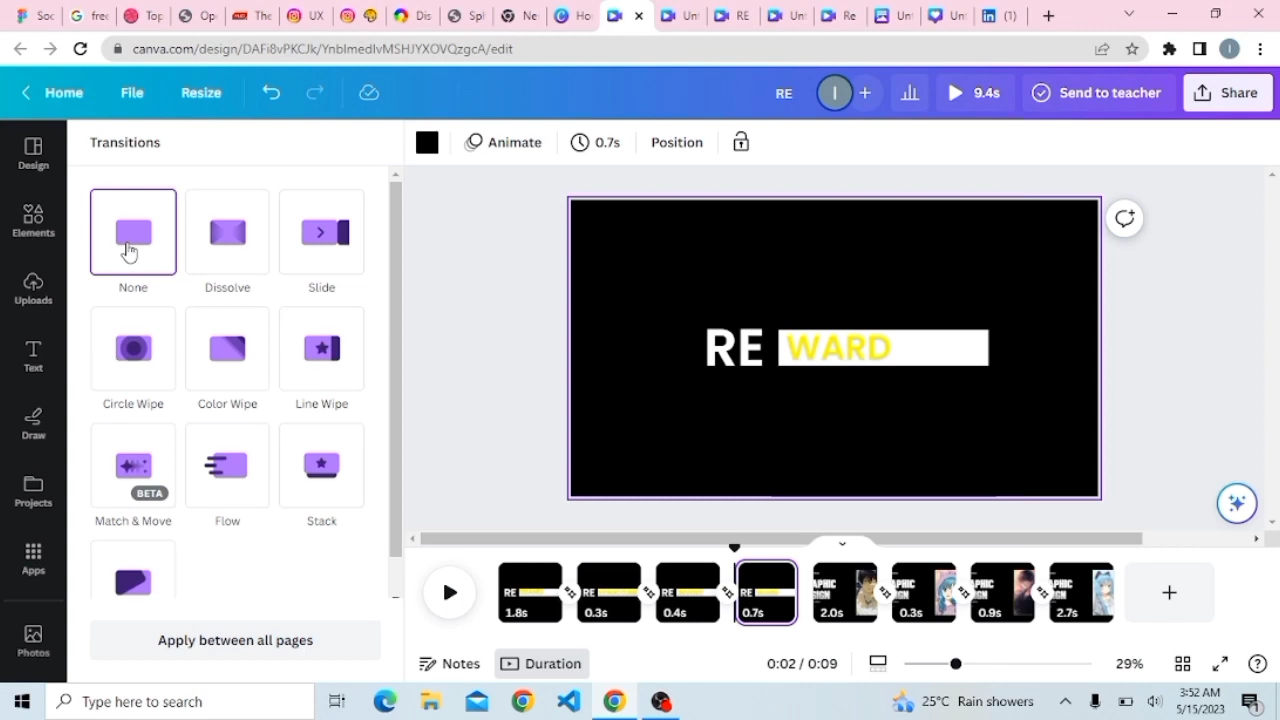 Soc
free
Top
Op
The
UX
Dis
Spl
Ne
Ho
Un
RE
Unt
Re
Unt
Un
(1)
canva.com/design/DAFi8vPKCJk/YnbImedIvMSHJYXOVQzgcA/edit
Home
File
Resize
RE
I
9.4s
Send to teacher
Share
Design
Elements
Uploads
Text
Draw
Projects
Apps
Photos
Transitions
None
Dissolve
Slide
Circle Wipe
Color Wipe
Line Wipe
BETA
Match & Move
Flow
Stack
Apply between all pages
Animate
0.7s
Position
RE WARD
1.8s
0.3s
0.4s
0.7s
2.0s
0.3s
0.9s
2.7s
Notes
Duration
0:02 / 0:09
29%
Type here to search
25°C Rain showers
3:52 AM
5/15/2023